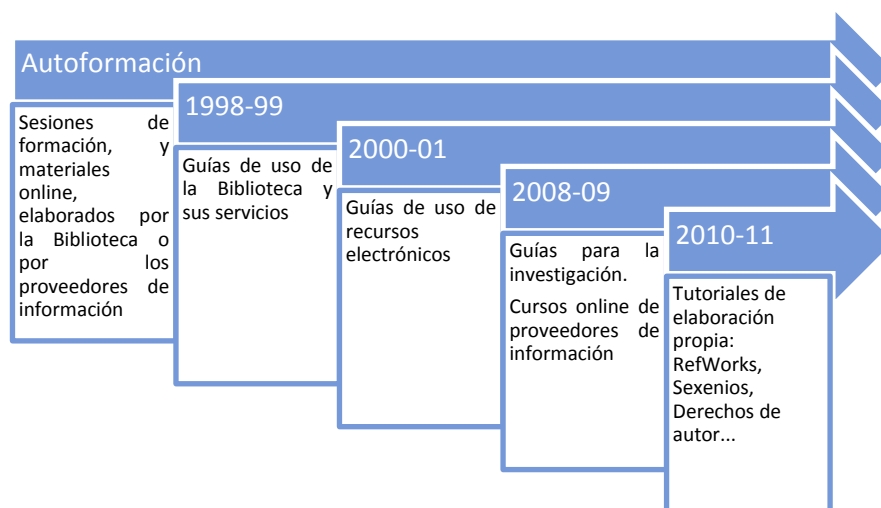 Autoformación
Sesiones de
formación, y
materiales
online,
elaborados por
la Biblioteca o
por los
proveedores de
información
1998-99
Guías de uso de
la Biblioteca y
sus servicios
2000-01
Guías de uso de
recursos
electrónicos
2008-09
Guías para la
investigación.
Cursos online de
proveedores de
información
2010-11
Tutoriales de
elaboración
propia:
RefWorks,
Sexenios,
Derechos de
autor...